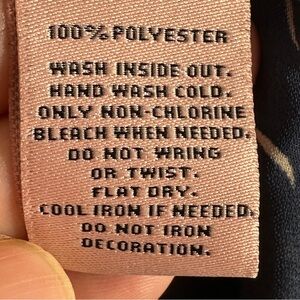 100% POLYESTER
WASH INSIDE OUT.
HAND WASH COLD.
ONLY NON-CHLORINE
BLEACH WHEN NEEDED.
DO NOT WRING
OR TWIST.
FLAT DRY.
COOL IRON IF NEEDED.
DO NOT IRON
DECORATION.